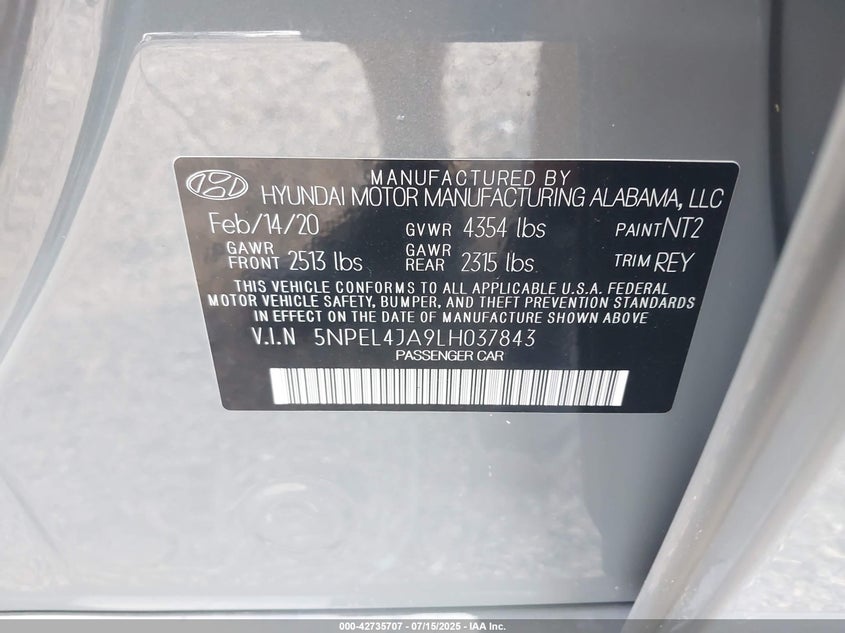 MANUFACTURED BY
HYUNDAI MOTOR MANUFACTURING ALABAMA, LLC
Feb/14/20 GVWR 4354 lbs PAINT NT2
GAWR FRONT 2513 lbs GAWR REAR 2315 lbs. TRIM REY
THIS VEHICLE CONFORMS TO ALL APPLICABLE U.S.A. FEDERAL
MOTOR VEHICLE SAFETY, BUMPER, AND THEFT PREVENTION STANDARDS
IN EFFECT ON THE DATE OF MANUFACTURE SHOWN ABOVE
V.I.N 5NPEL4JA9LH037843
PASSENGER CAR
000-42735707 - 07/15/2025 - IAA Inc.